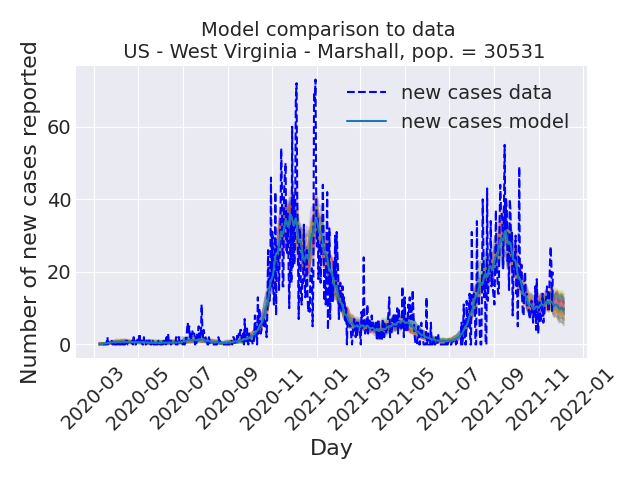 Model comparison to data
US - West Virginia - Marshall, pop. = 30531
Number of new cases reported
60
40
20
0
new cases data
new cases model
2020-03
2020-05
2020-07
2020-09
2020-11
2021-01
2021-03
2021-05
2021-07
2021-09
2021-11
2022-01
Day